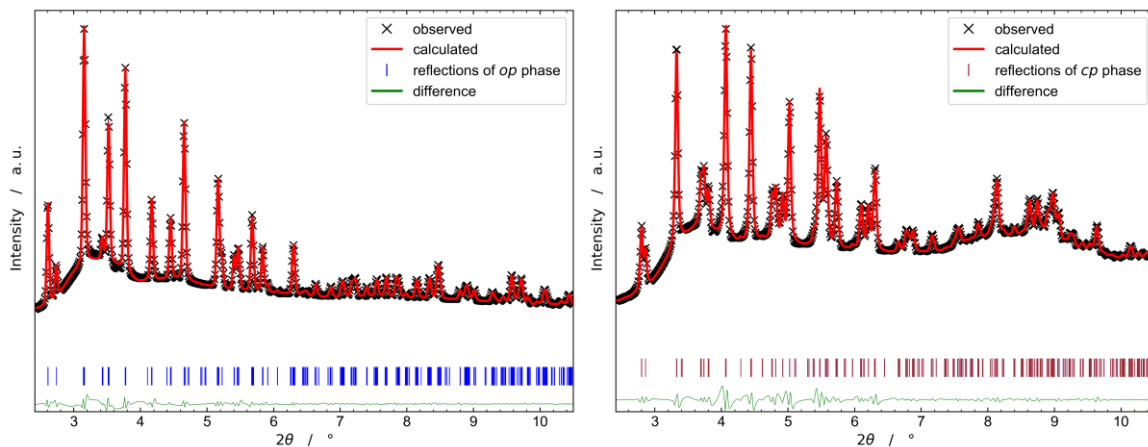 observed
calculated
reflections of op phase
difference
Intensity / a. u.
3 4 5 6 7 8 9 10
2θ / °
observed
calculated
reflections of cp phase
difference
Intensity / a. u.
3 4 5 6 7 8 9 10
2θ / °